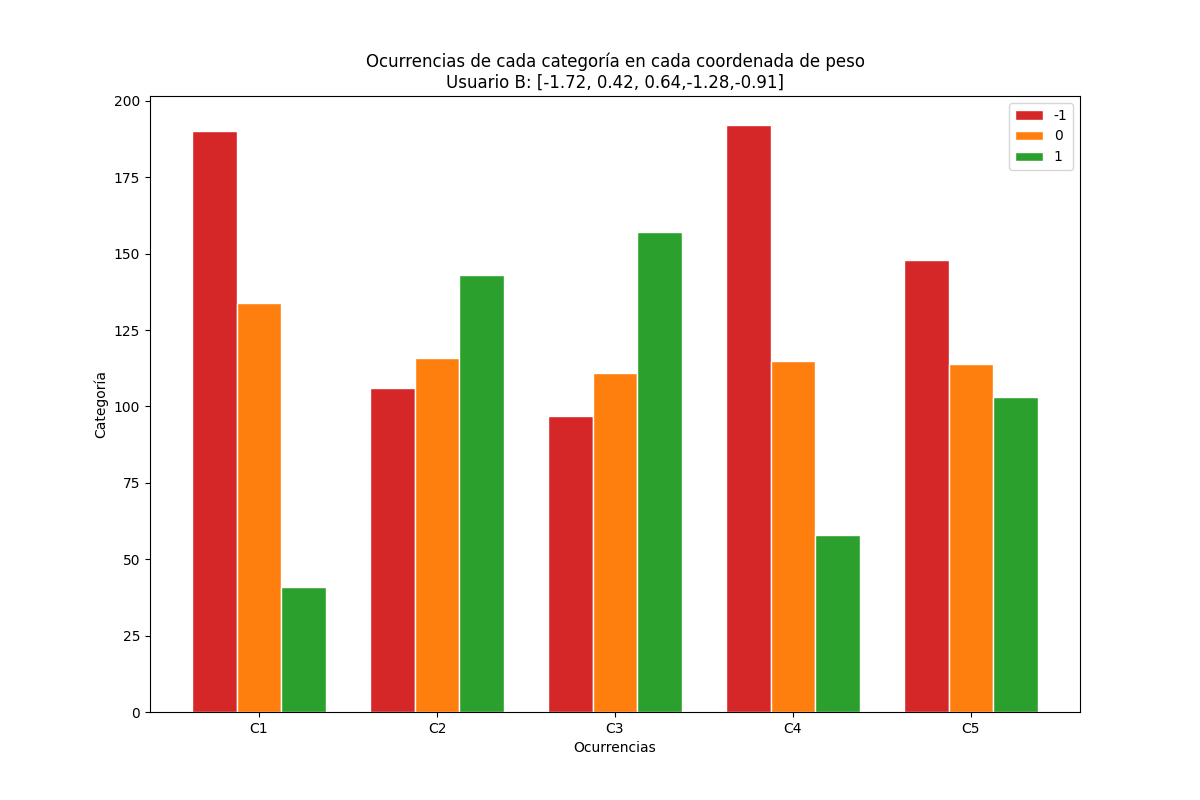 Ocurrencias de cada categoría en cada coordenada de peso
Usuario B: [-1.72, 0.42, 0.64,-1.28,-0.91]
-1
0
1
200
175
150
125
100
75
50
25
0
Categoría
C1 C2 C3 C4 C5
Ocurrencias